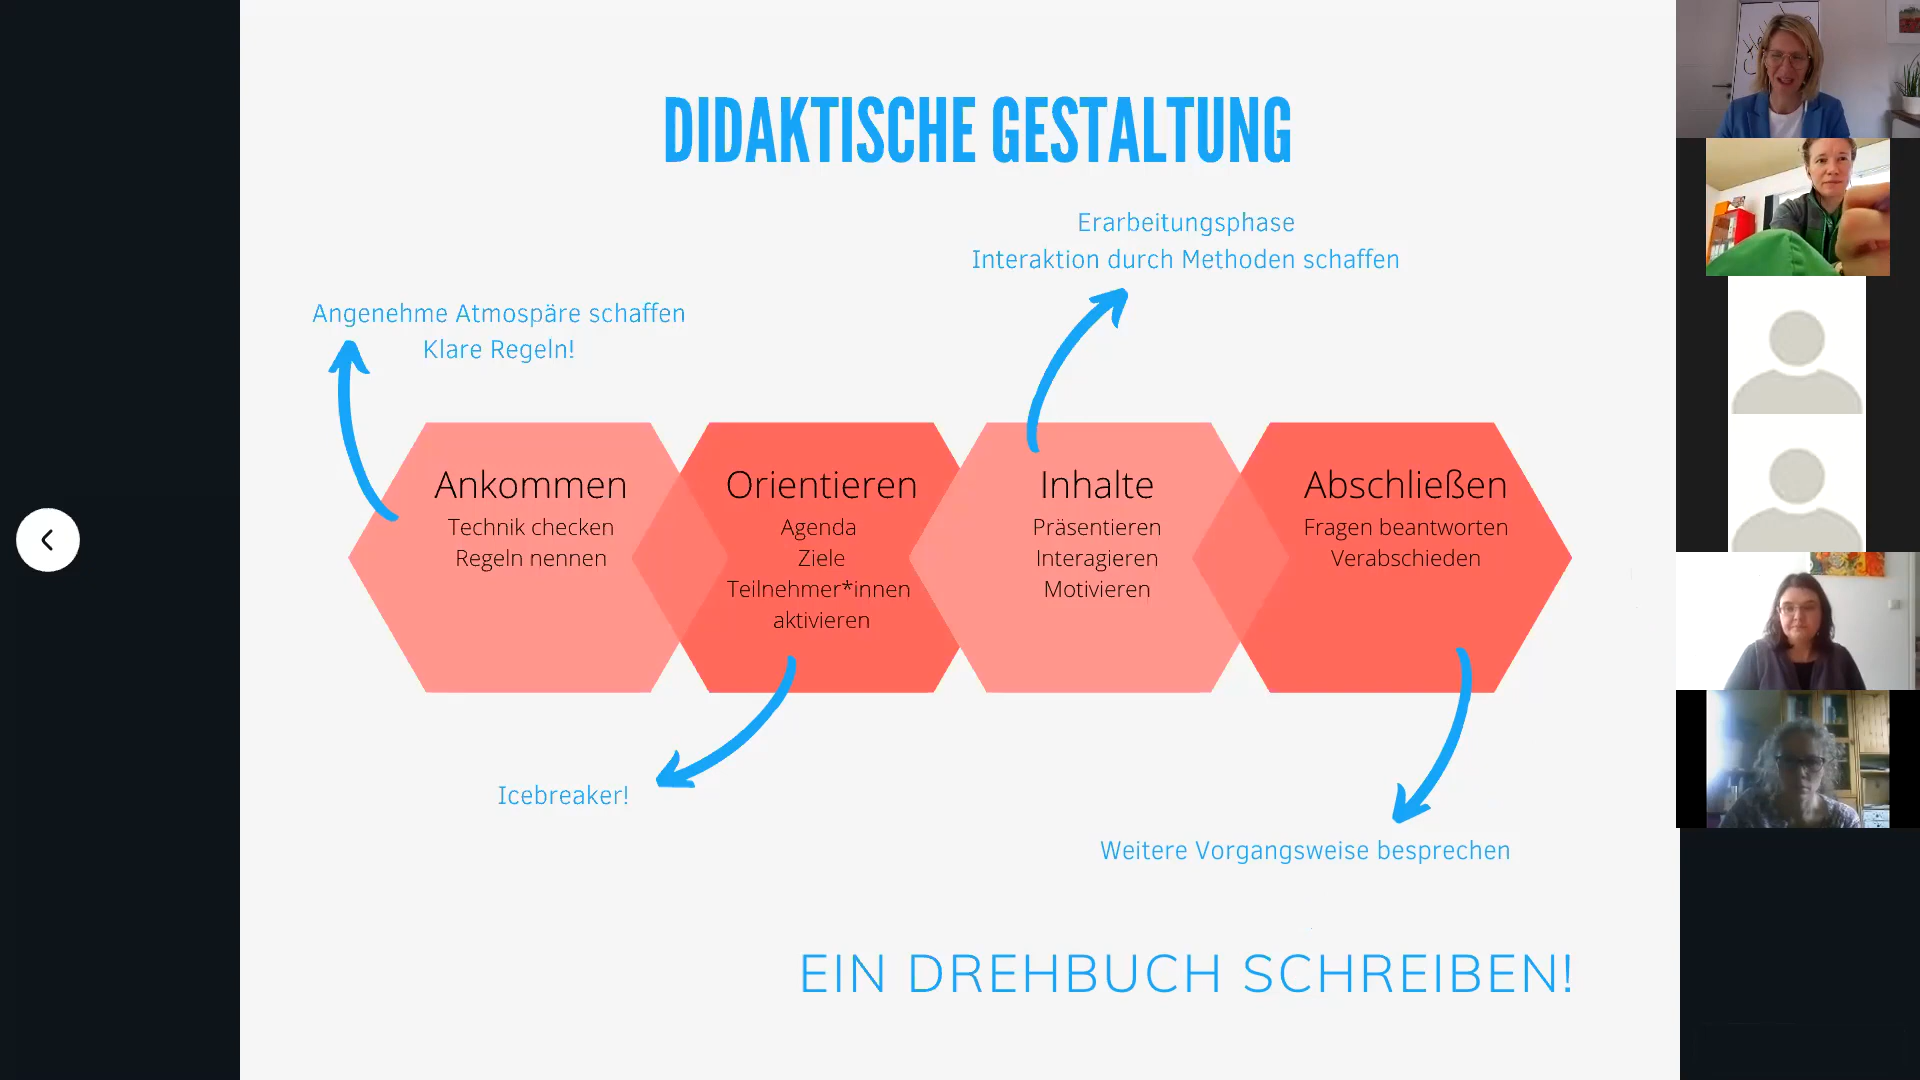 DIDAKTISCHE GESTALTUNG
Erarbeitungsphase
Interaktion durch Methoden schaffen
Angenehme Atmospäre schaffen
Klare Regeln!
Ankommen
Technik checken
Regeln nennen
Orientieren
Agenda
Ziele
Teilnehmer*innen
aktivieren
Inhalte
Präsentieren
Interagieren
Motivieren
Abschließen
Fragen beantworten
Verabschieden
Icebreaker!
Weitere Vorgangsweise besprechen
EIN DREHBUCH SCHREIBEN!